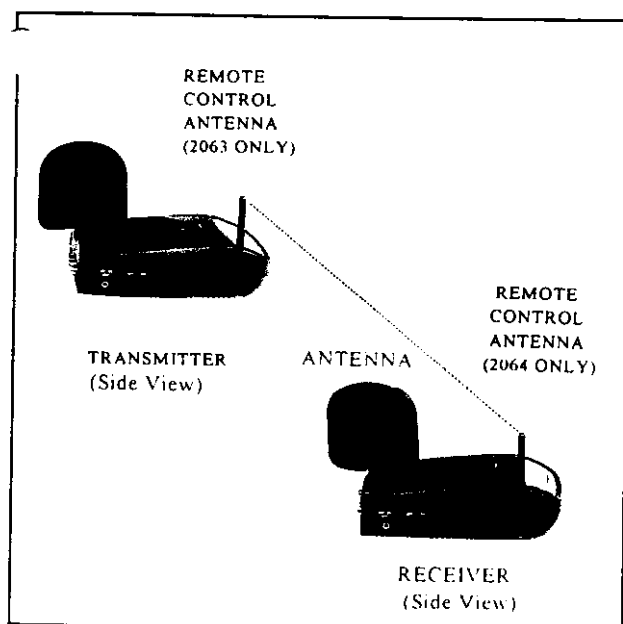 REMOTE
CONTROL
ANTENNA
(2063 ONLY)
REMOTE
CONTROL
ANTENNA
(2064 ONLY)
TRANSMITTER
(Side View)
ANTENNA
RECEIVER
(Side View)